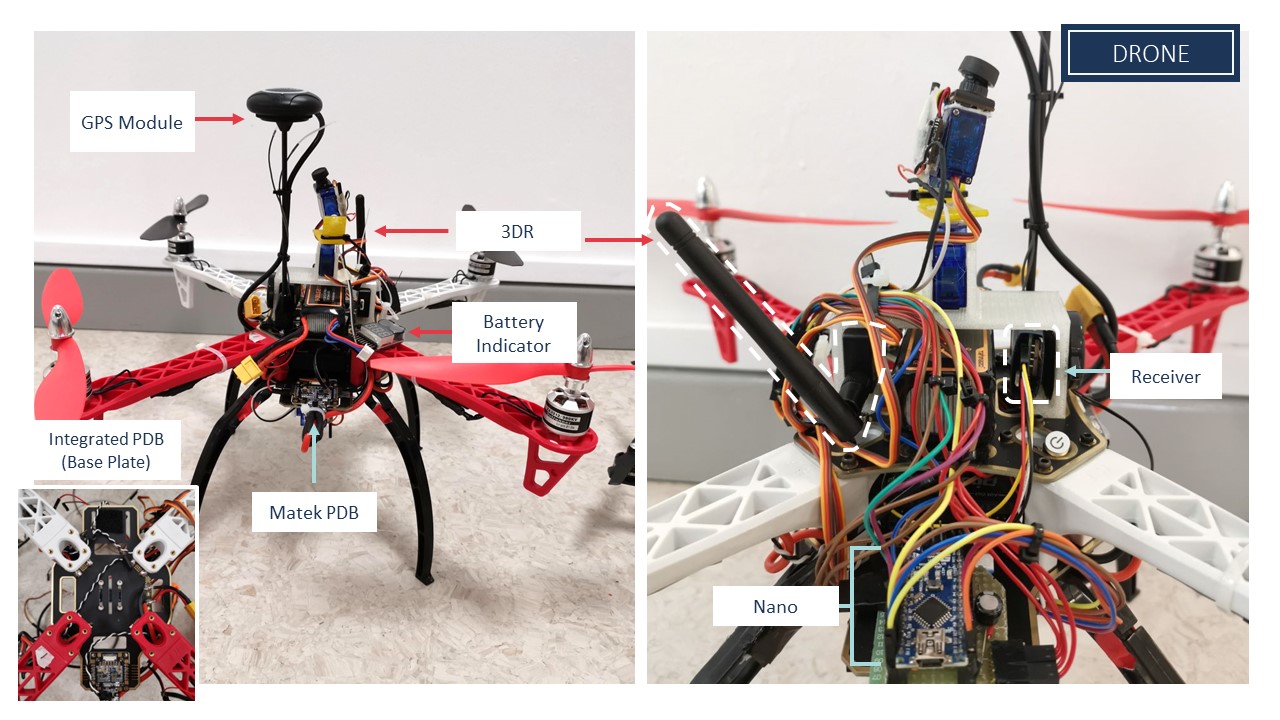 DRONE
GPS Module
3DR
Battery
Indicator
Receiver
Integrated PDB
(Base Plate)
Matek PDB
Nano